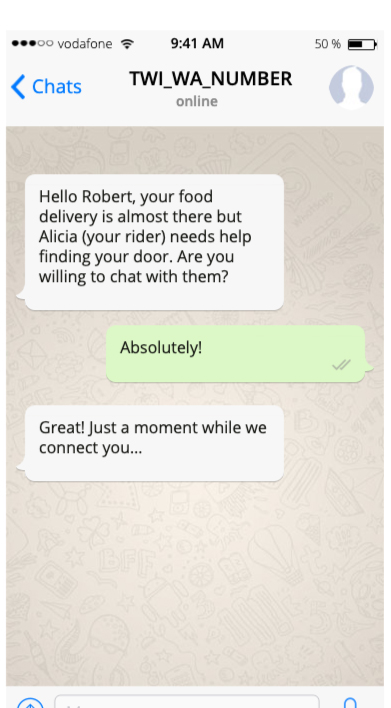 vodafone 9:41 AM 50 %
Chats TWI_WA_NUMBER
online
Hello Robert, your food
delivery is almost there but
Alicia (your rider) needs help
finding your door. Are you
willing to chat with them?
Absolutely!
Great! Just a moment while we
connect you...
BFF